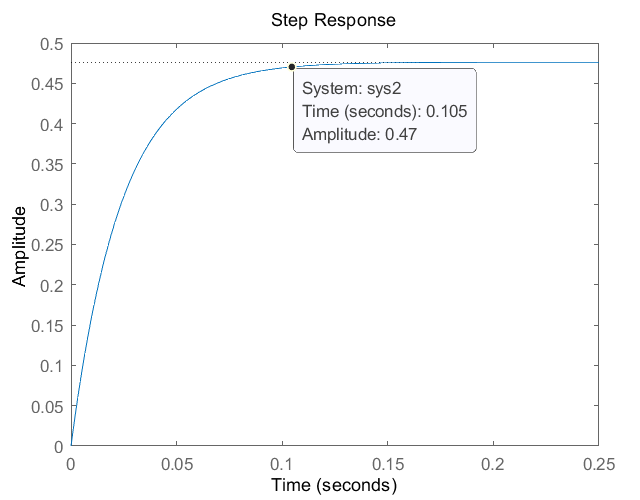 Step Response
0.5
0.45
0.4
0.35
0.3
0.25
0.2
0.15
0.1
0.05
0
Amplitude
System: sys2
Time (seconds): 0.105
Amplitude: 0.47
0 0.05 0.1 0.15 0.2 0.25
Time (seconds)